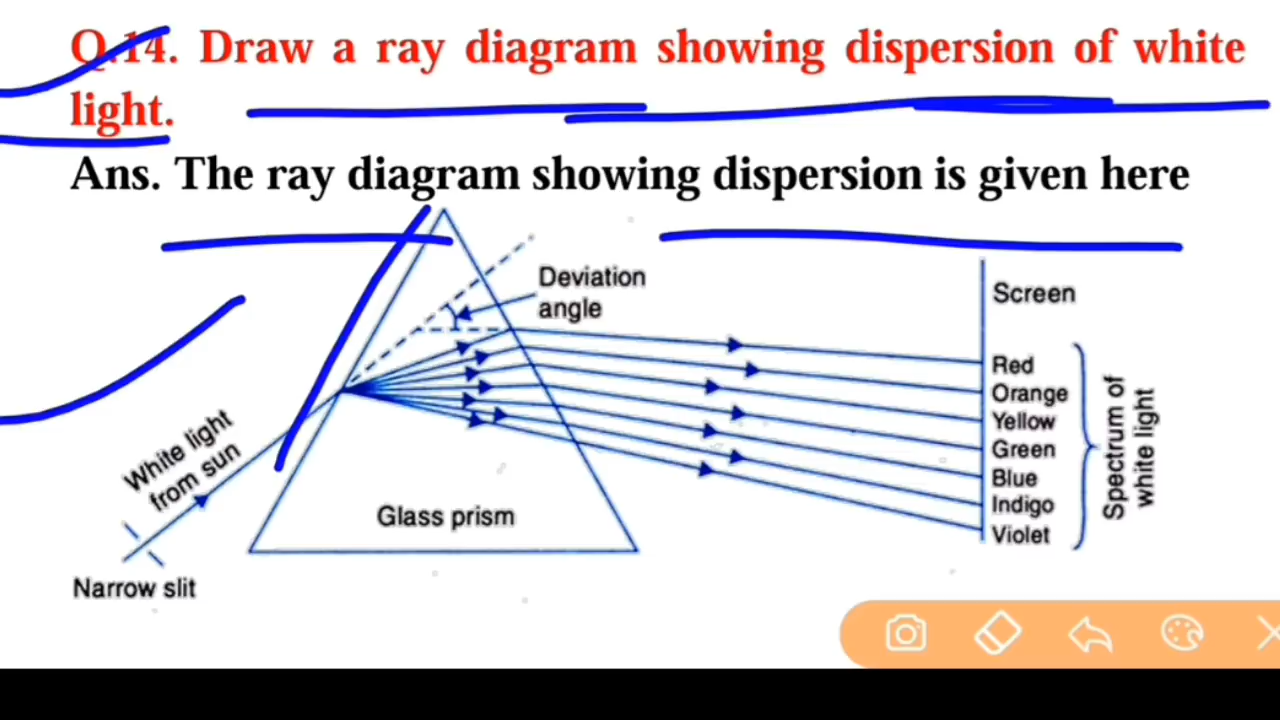 Q.14. Draw a ray diagram showing dispersion of white
light.
Ans. The ray diagram showing dispersion is given here
Deviation
angle
Screen
Red
Orange
Yellow
Green
Blue
Indigo
Violet
Spectrum of
white light
White light
from sun
Glass prism
Narrow slit